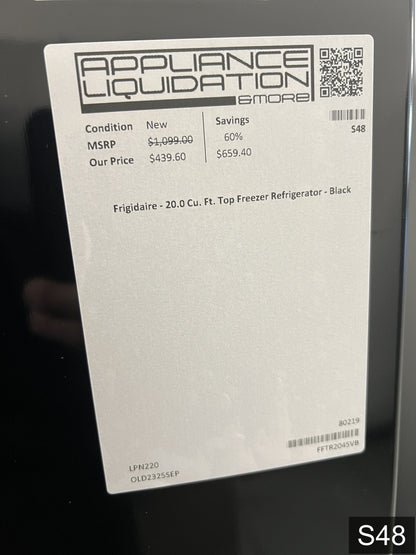 APPLIANCE
LIQUIDATION
&MORE
S48
Condition New
MSRP $1,099.00
Our Price $439.60
Savings
60%
$659.40
Frigidaire - 20.0 Cu. Ft. Top Freezer Refrigerator - Black
80219
FFTR2045VB
LPN220
OLD2325SEP
S48